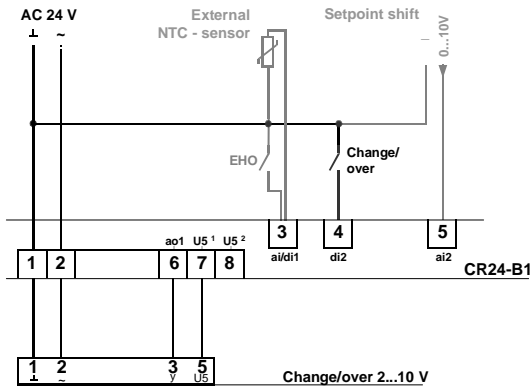 AC 24 V
⊥ ~
External
NTC - sensor
Setpoint shift
0...10V
EHO
Change/
over
3 4 5
ai/di1 di2 ai2
ao1 U5 ¹ U5 ²
1 2 6 7 8
CR24-B1
1 2 3 5
⊥ ~ y U5
Change/over 2...10 V